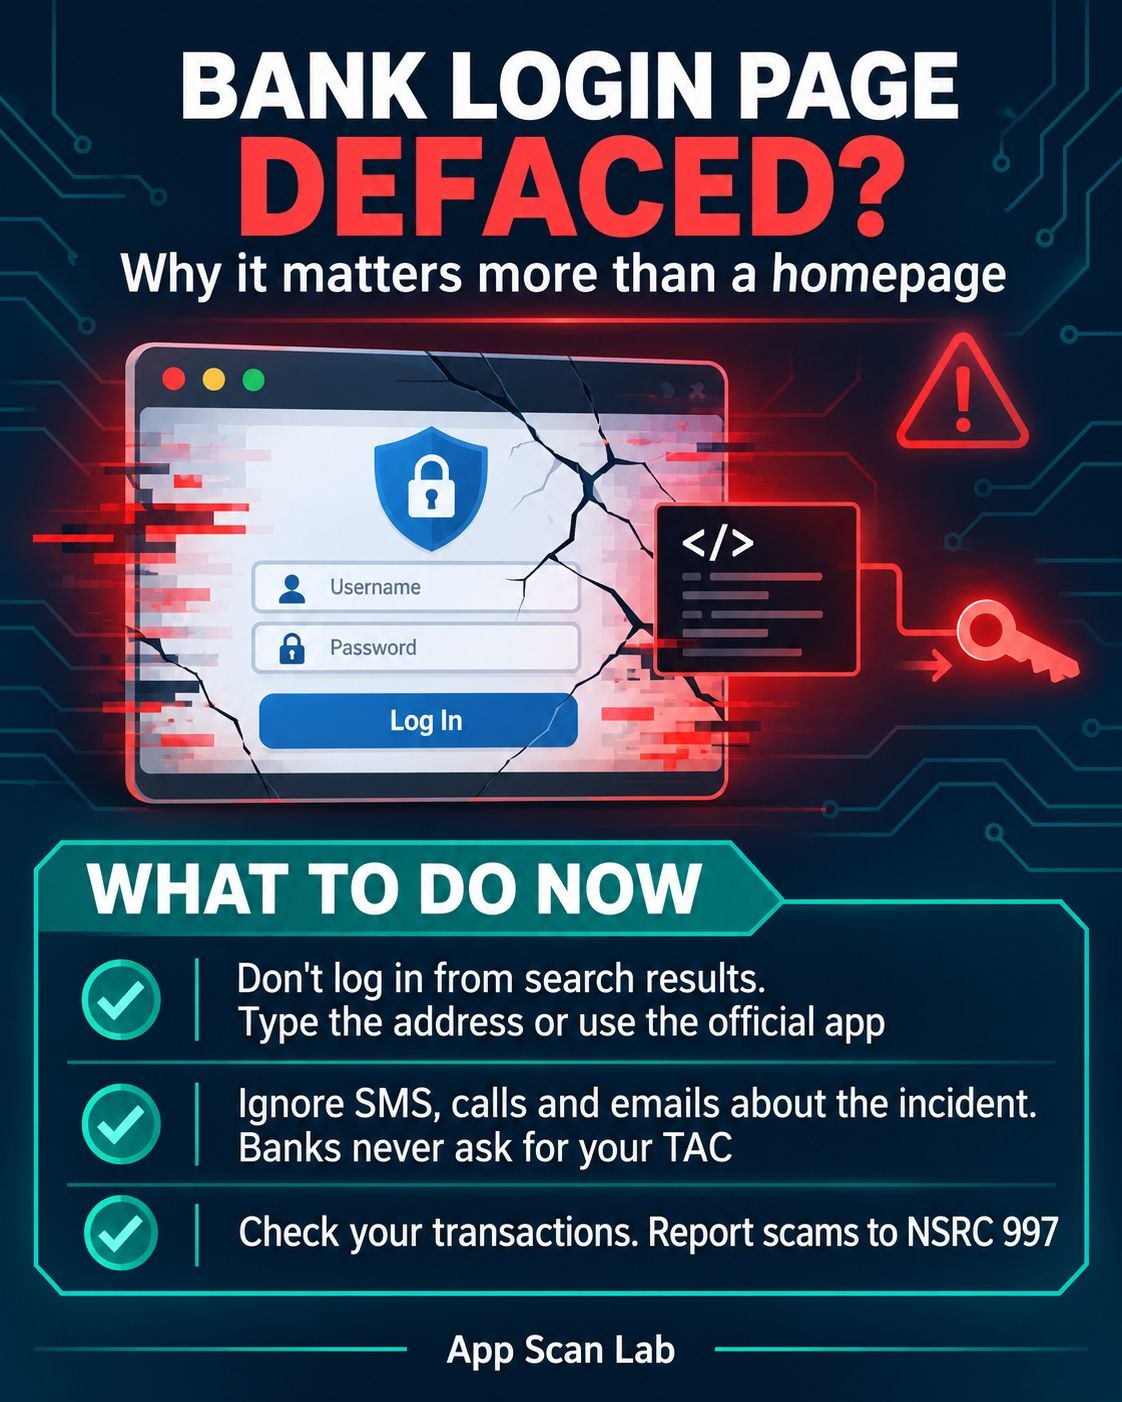 BANK LOGIN PAGE
DEFACED?
Why it matters more than a homepage
</>
Username
Password
Log In
WHAT TO DO NOW
Don't log in from search results.
Type the address or use the official app
Ignore SMS, calls and emails about the incident.
Banks never ask for your TAC
Check your transactions. Report scams to NSRC 997
App Scan Lab